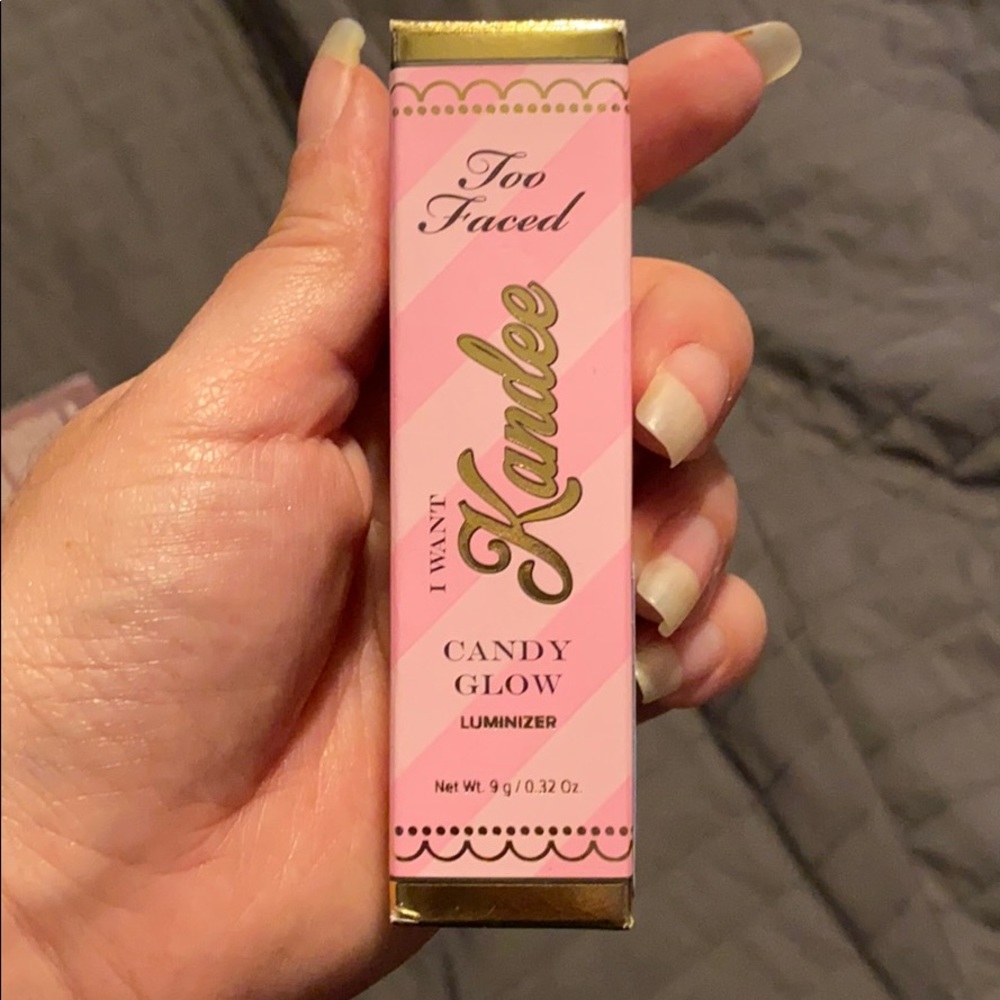 Too
Faced
I WANT
Kandee
CANDY
GLOW
LUMINIZER
Net Wt. 9 g / 0.32 Oz.